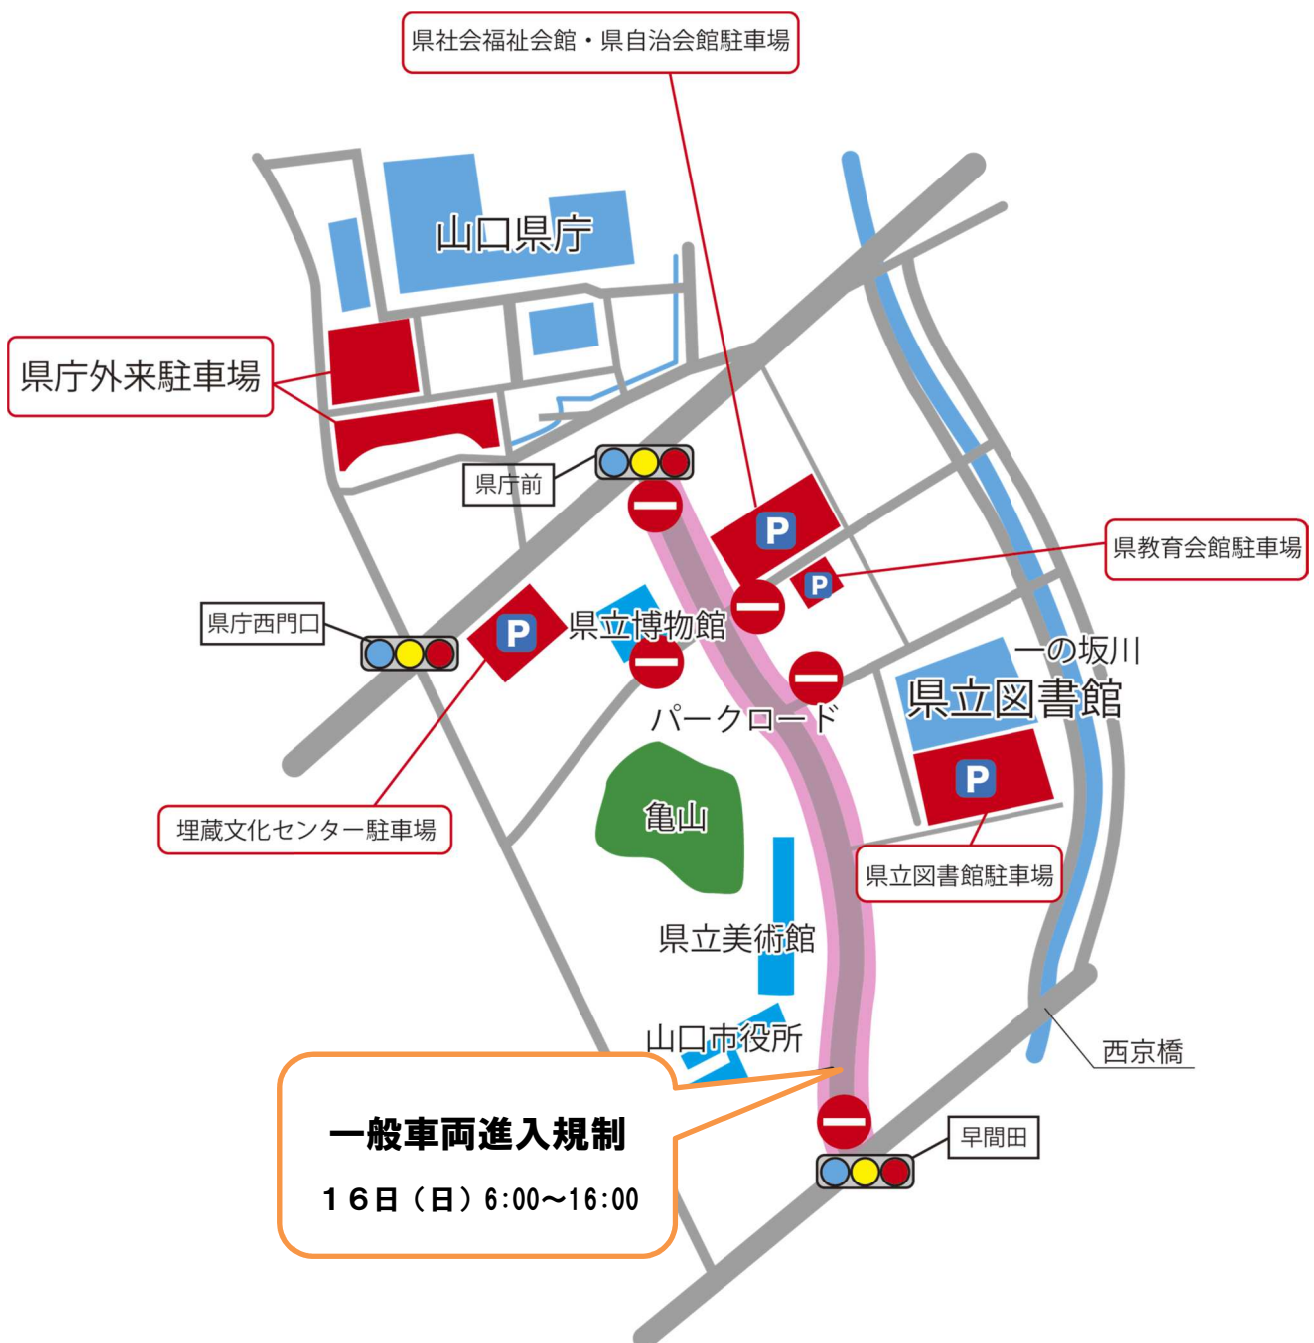 県社会福祉会館・県自治会館駐車場
山口県庁
県庁外来駐車場
県庁前
P
県教育会館駐車場
P
県庁西門口
P
県立博物館
一の坂川
県立図書館
パークロード
P
亀山
埋蔵文化センター駐車場
県立図書館駐車場
県立美術館
山口市役所
西京橋
一般車両進入規制
16日（日）6:00～16:00
早間田